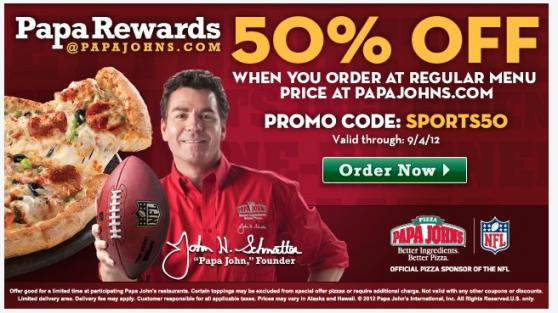 Papa Rewards
@PAPAJOHNS.COM
50% OFF
WHEN YOU ORDER AT REGULAR MENU
PRICE AT PAPAJOHNS.COM
PROMO CODE: SPORTS50
Valid through: 9/4/12
Order Now
NFL
John H. Schnatter
"Papa John," Founder
PIZZA
PAPA JOHNS
Better Ingredients.
Better Pizza.
NFL
OFFICIAL PIZZA SPONSOR OF THE NFL
Offer good for a limited time at participating Papa John's restaurants. Certain toppings may be excluded from special offer pizzas or require additional charge. Not valid with any other coupons or discounts.
Limited delivery area. Delivery fee may apply. Customer responsible for all applicable taxes. Prices may vary in Alaska and Hawaii. © 2012 Papa John's International, Inc. All Rights Reserved.U.S. only.